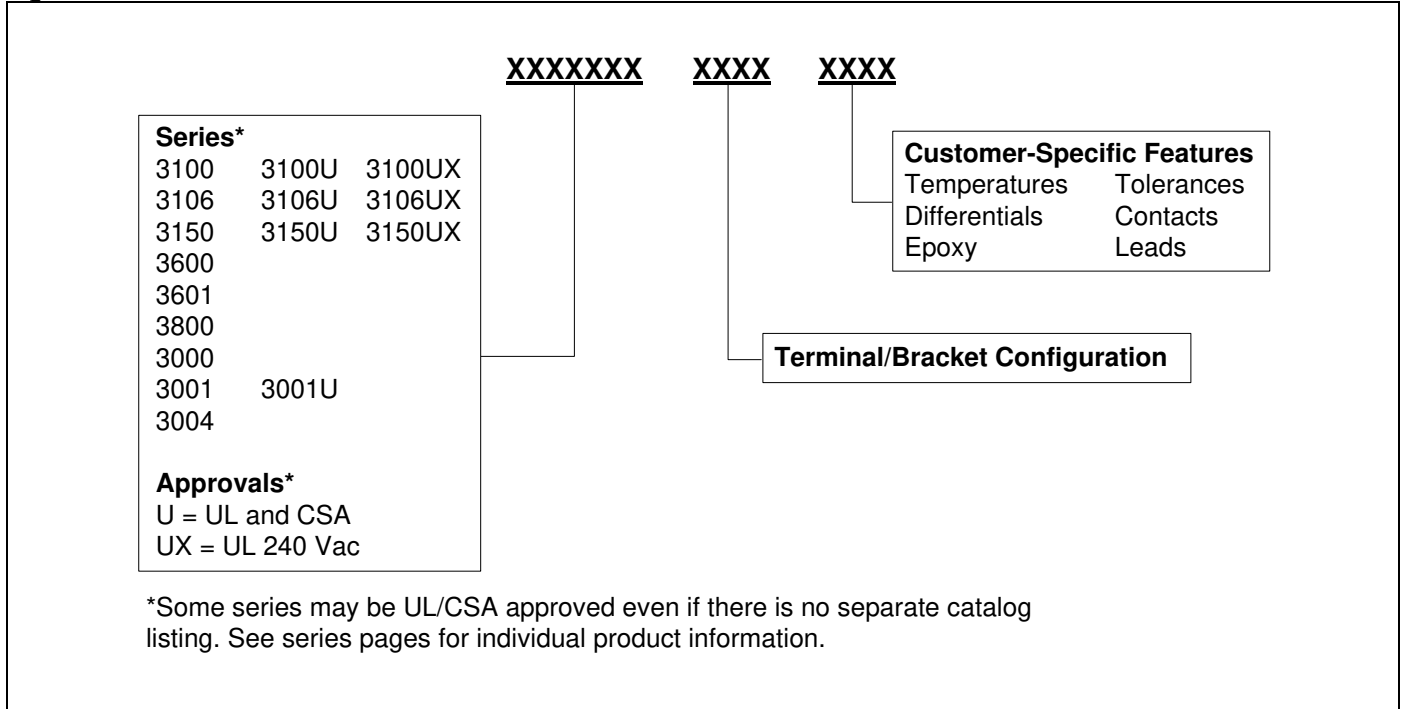 XXXXXXX XXXX XXXX
Series*
3100 3100U 3100UX
3106 3106U 3106UX
3150 3150U 3150UX
3600
3601
3800
3000
3001 3001U
3004
Approvals*
U = UL and CSA
UX = UL 240 Vac
Customer-Specific Features
Temperatures Tolerances
Differentials Contacts
Epoxy Leads
Terminal/Bracket Configuration
*Some series may be UL/CSA approved even if there is no separate catalog
listing. See series pages for individual product information.